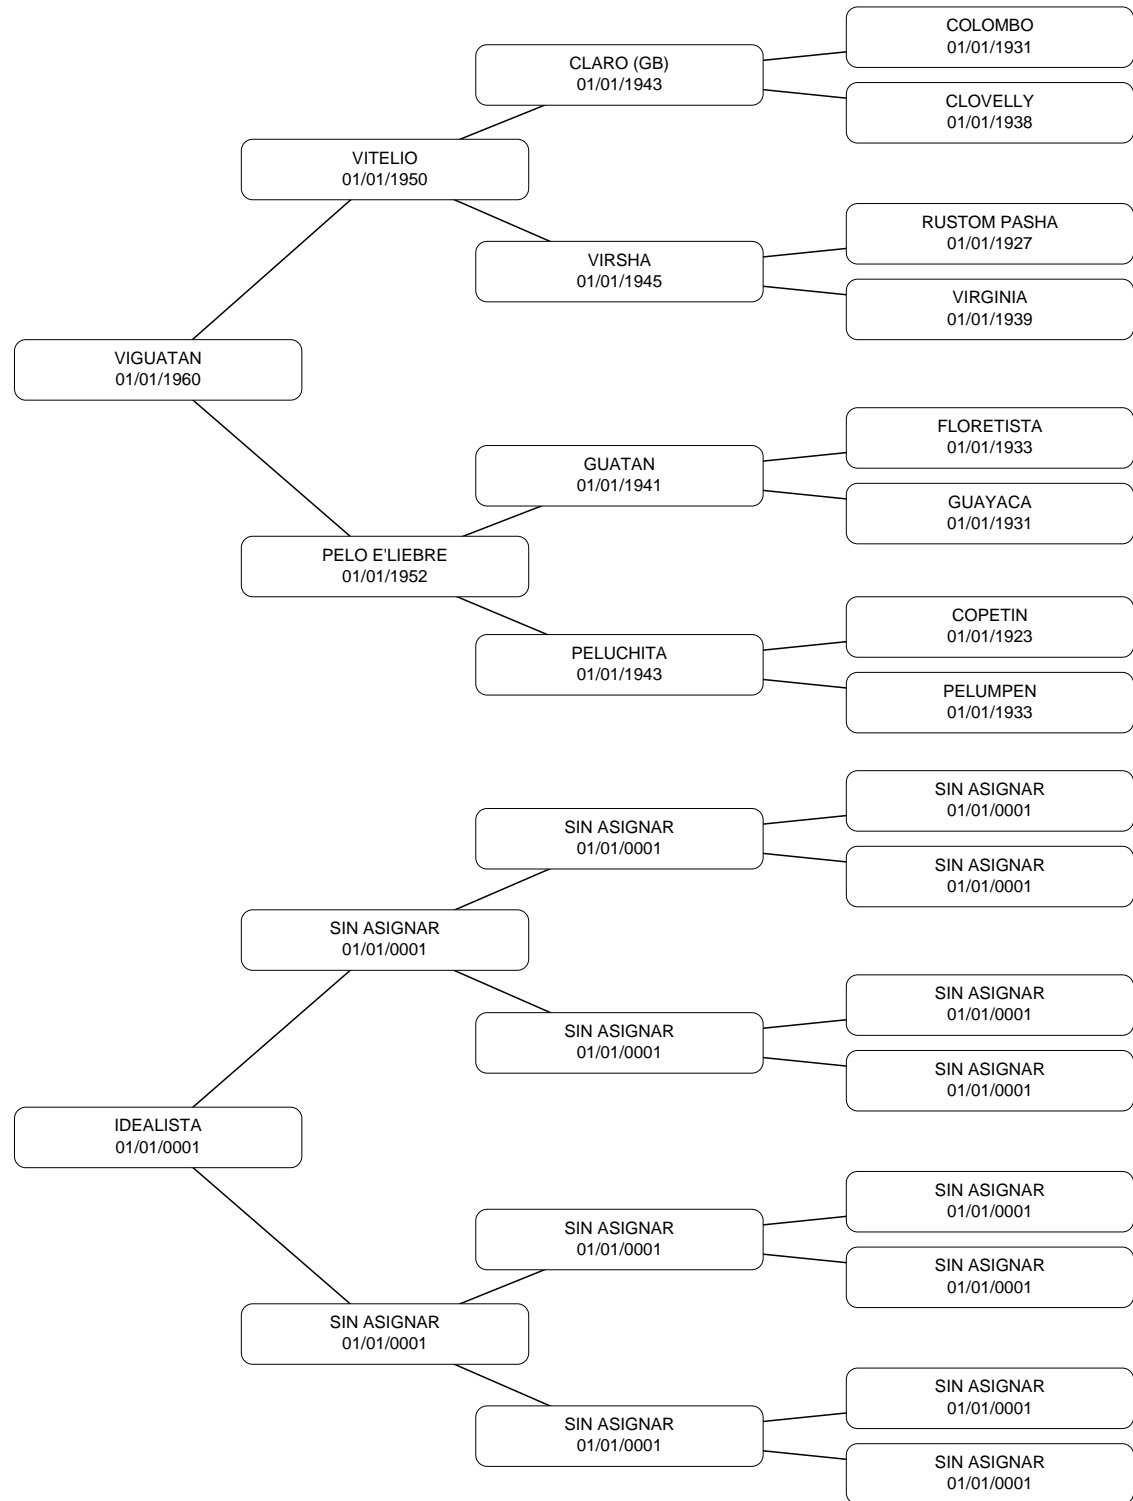 COLOMBO
01/01/1931
CLARO (GB)
01/01/1943
CLOVELLY
01/01/1938
VITELIO
01/01/1950
RUSTOM PASHA
01/01/1927
VIRSHA
01/01/1945
VIRGINIA
01/01/1939
VIGUATAN
01/01/1960
FLORETISTA
01/01/1933
GUATAN
01/01/1941
GUAYACA
01/01/1931
PELO E'LIEBRE
01/01/1952
COPETIN
01/01/1923
PELUCHITA
01/01/1943
PELUMPEN
01/01/1933
SIN ASIGNAR
01/01/0001
SIN ASIGNAR
01/01/0001
SIN ASIGNAR
01/01/0001
SIN ASIGNAR
01/01/0001
SIN ASIGNAR
01/01/0001
SIN ASIGNAR
01/01/0001
SIN ASIGNAR
01/01/0001
IDEALISTA
01/01/0001
SIN ASIGNAR
01/01/0001
SIN ASIGNAR
01/01/0001
SIN ASIGNAR
01/01/0001
SIN ASIGNAR
01/01/0001
SIN ASIGNAR
01/01/0001
SIN ASIGNAR
01/01/0001
SIN ASIGNAR
01/01/0001